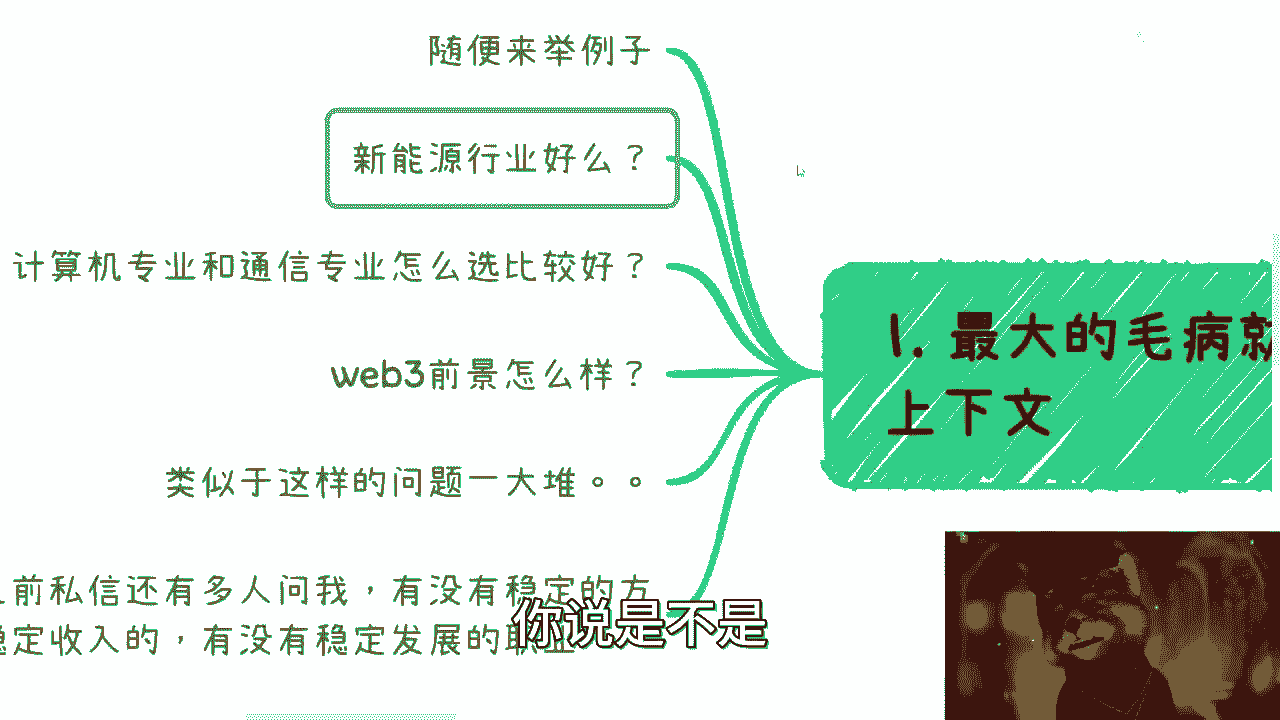 随便来举例子
新能源行业好么？
计算机专业和通信专业怎么选比较好？
web3前景怎么样？
类似于这样的问题一大堆。。
前私信还有多人问我，有没有稳定的方
稳定收入的，有没有稳定发展的职业
1. 最大的毛病就
上下文
你说是不是